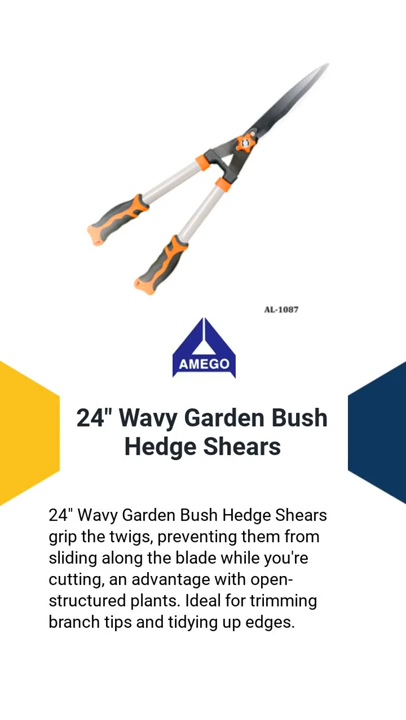 AL-1087
AMEGO
24" Wavy Garden Bush
Hedge Shears
24" Wavy Garden Bush Hedge Shears
grip the twigs, preventing them from
sliding along the blade while you're
cutting, an advantage with open-
structured plants. Ideal for trimming
branch tips and tidying up edges.